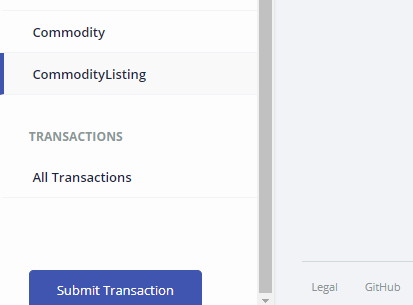 Commodity
CommodityListing
TRANSACTIONS
All Transactions
Submit Transaction
Legal GitHub